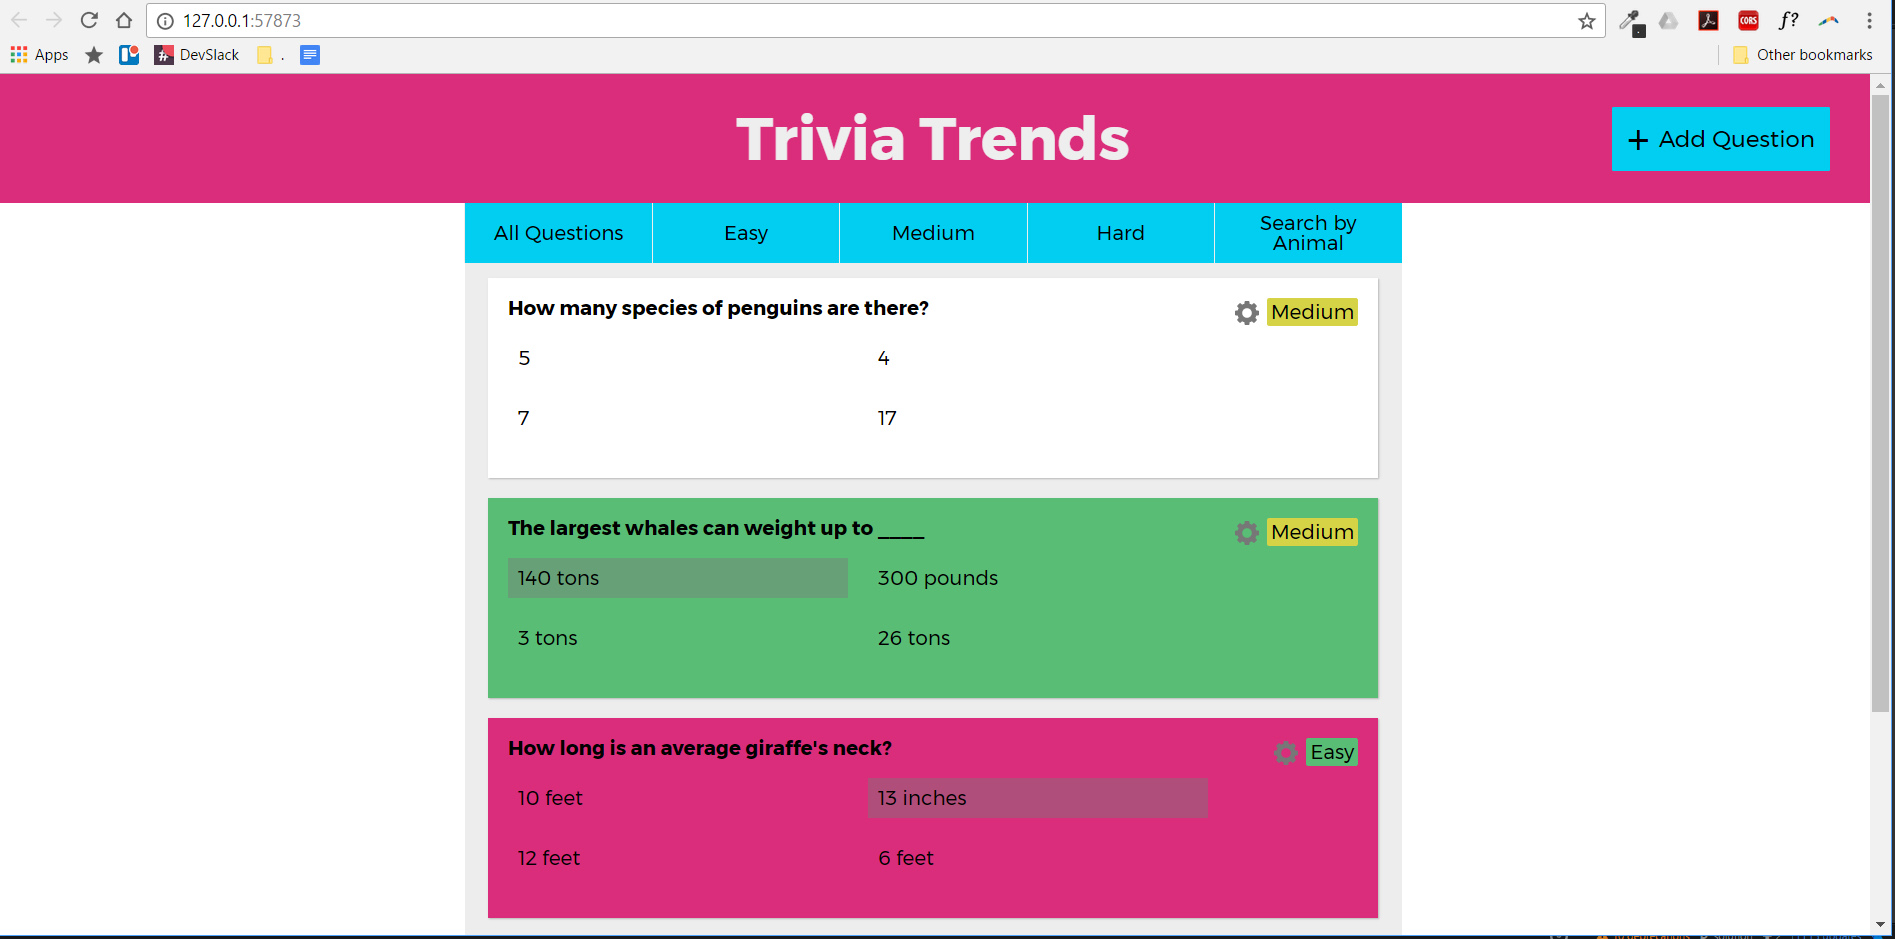 127.0.0.1:57873
CORS
f?
Apps
DevSlack
.
Other bookmarks
Trivia Trends
+ Add Question
All Questions
Easy
Medium
Hard
Search by
Animal
How many species of penguins are there?
Medium
5
4
7
17
The largest whales can weight up to ____
Medium
140 tons
300 pounds
3 tons
26 tons
How long is an average giraffe's neck?
Easy
10 feet
13 inches
12 feet
6 feet